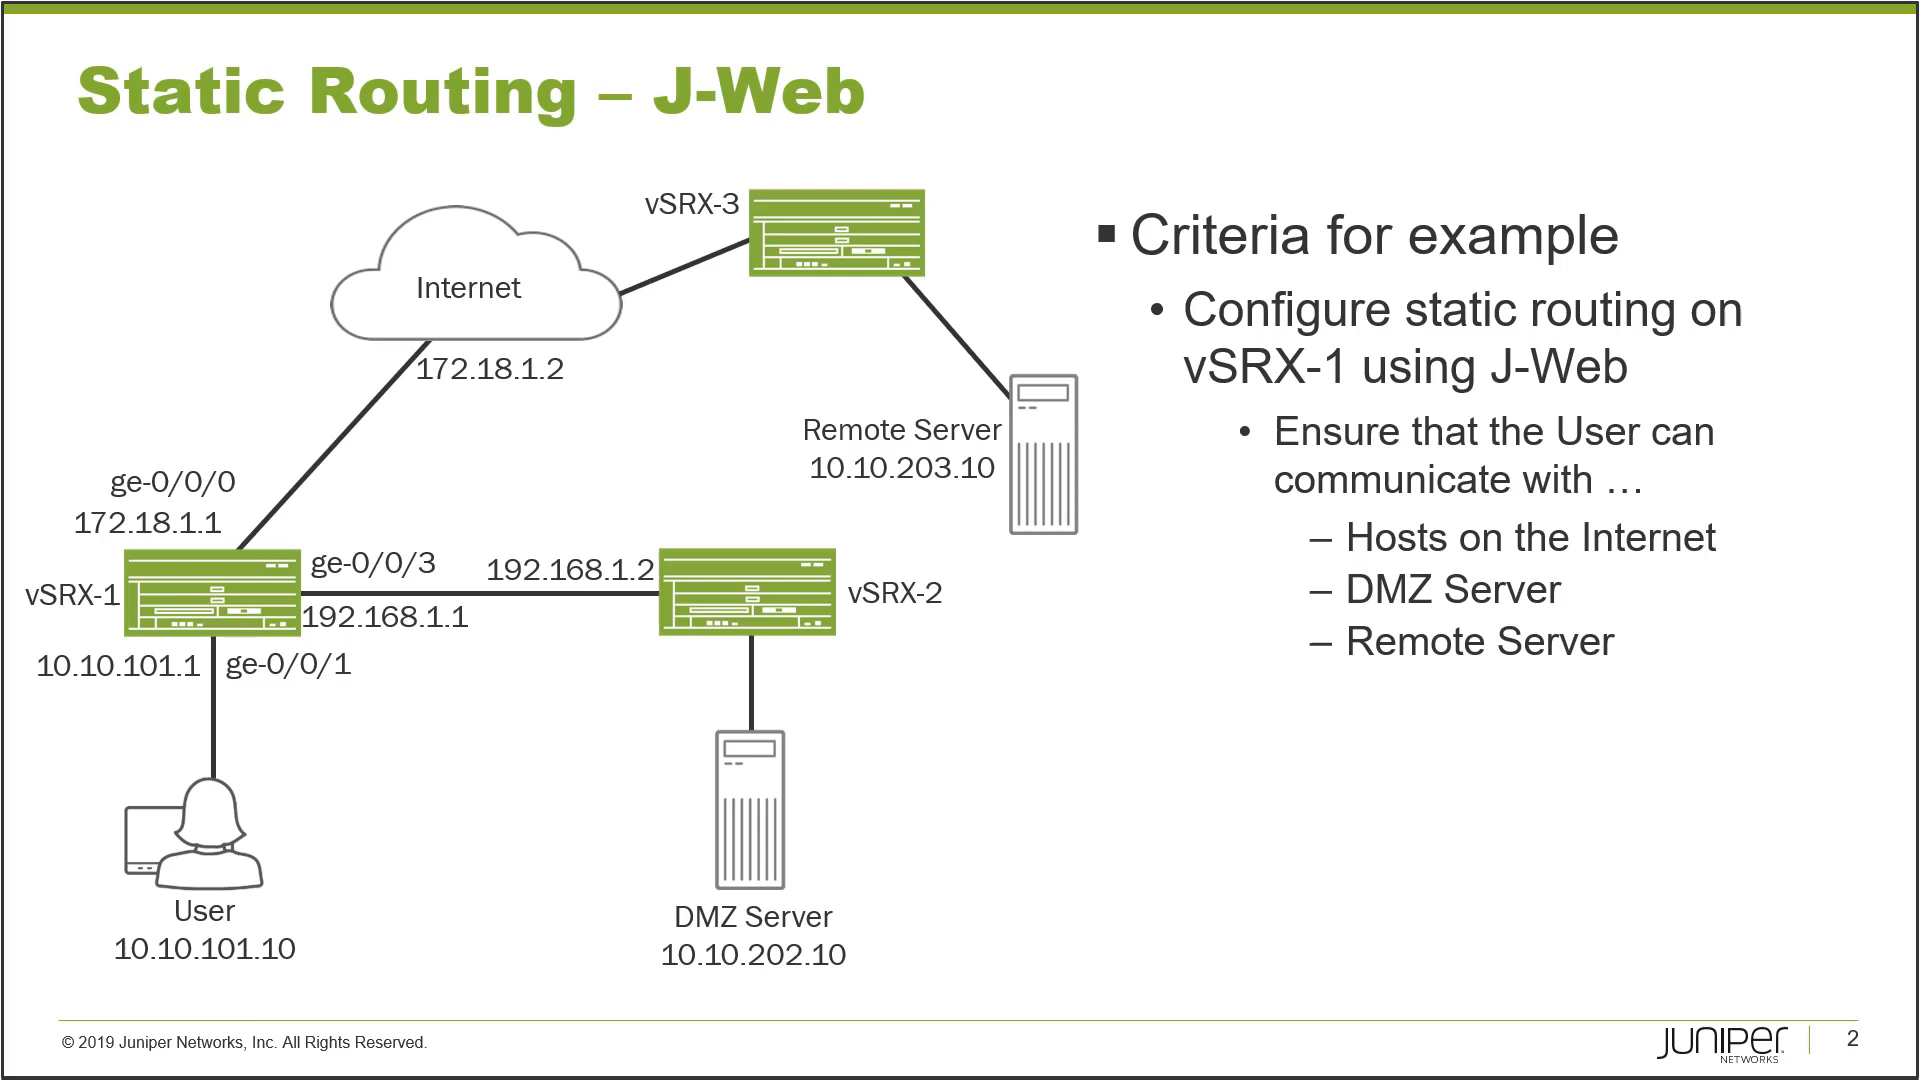 Static Routing – J-Web
vSRX-3
Internet
172.18.1.2
Remote Server
10.10.203.10
ge-0/0/0
172.18.1.1
vSRX-1
ge-0/0/3
192.168.1.2
vSRX-2
192.168.1.1
10.10.101.1
ge-0/0/1
User
10.10.101.10
DMZ Server
10.10.202.10
▪ Criteria for example
• Configure static routing on
vSRX-1 using J-Web
• Ensure that the User can
communicate with …
– Hosts on the Internet
– DMZ Server
– Remote Server
© 2019 Juniper Networks, Inc. All Rights Reserved.
JUNIPER
NETWORKS
2